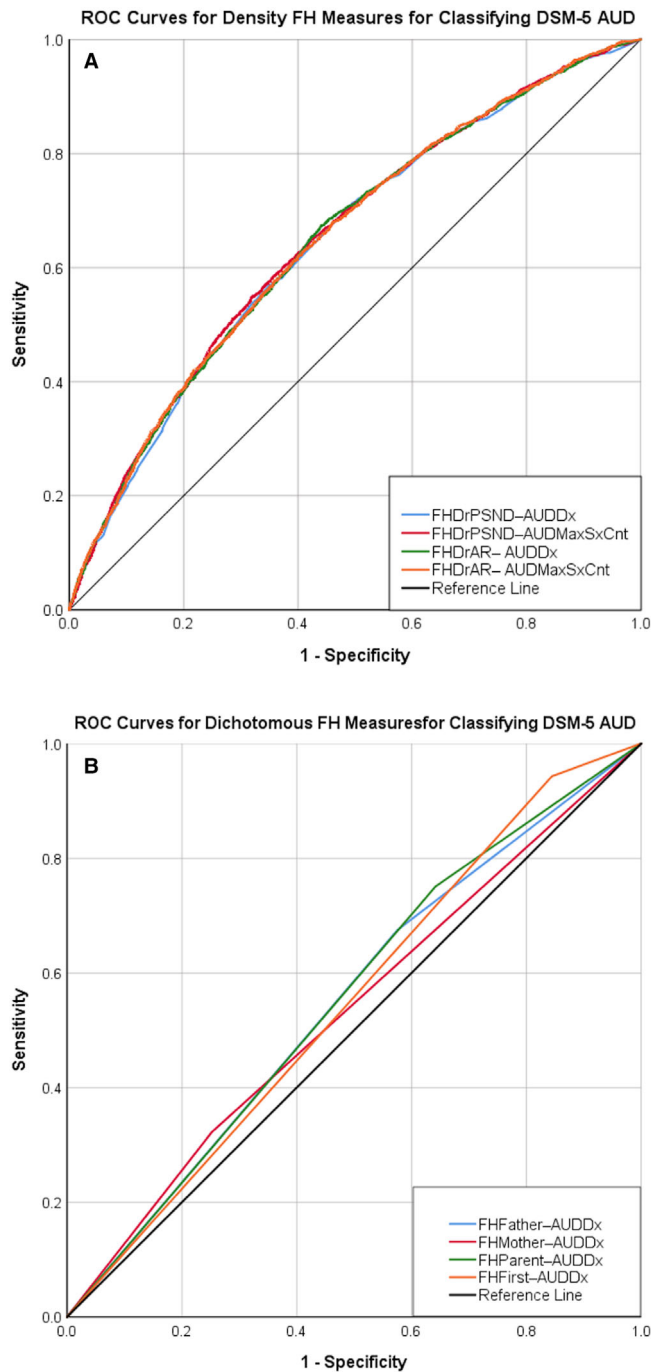 ROC Curves for Density FH Measures for Classifying DSM-5 AUD
A
1.0
0.8
0.6
0.4
0.2
0.0
Sensitivity
FHDrPSND–AUDDx
FHDrPSND–AUDMaxSxCnt
FHDrAR– AUDDx
FHDrAR– AUDMaxSxCnt
Reference Line
0.0 0.2 0.4 0.6 0.8 1.0
1 - Specificity
ROC Curves for Dichotomous FH Measuresfor Classifying DSM-5 AUD
B
1.0
0.8
0.6
0.4
0.2
0.0
Sensitivity
FHFather–AUDDx
FHMother–AUDDx
FHParent–AUDDx
FHFirst–AUDDx
Reference Line
0.0 0.2 0.4 0.6 0.8 1.0
1 - Specificity